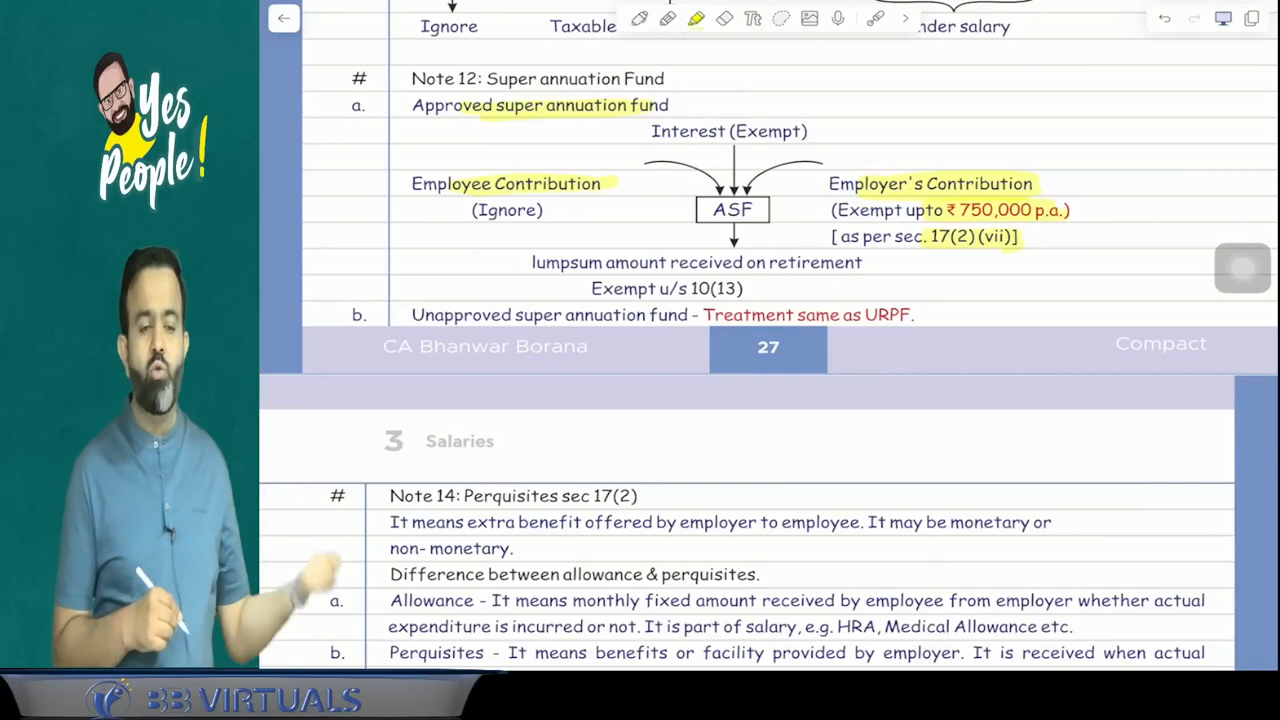 Ignore
Taxable
nder salary
Yes
People!
# Note 12: Super annuation Fund
a. Approved super annuation fund
Interest (Exempt)
Employee Contribution
(Ignore)
ASF
Employer's Contribution
(Exempt upto ₹ 750,000 p.a.)
[ as per sec. 17(2) (vii)]
lumpsum amount received on retirement
Exempt u/s 10(13)
b. Unapproved super annuation fund - Treatment same as URPF.
CA Bhanwar Borana 27 Compact
3 Salaries
# Note 14: Perquisites sec 17(2)
It means extra benefit offered by employer to employee. It may be monetary or
non- monetary.
Difference between allowance & perquisites.
a. Allowance - It means monthly fixed amount received by employee from employer whether actual
expenditure is incurred or not. It is part of salary, e.g. HRA, Medical Allowance etc.
b. Perquisites - It means benefits or facility provided by employer. It is received when actual
BB VIRTUALS